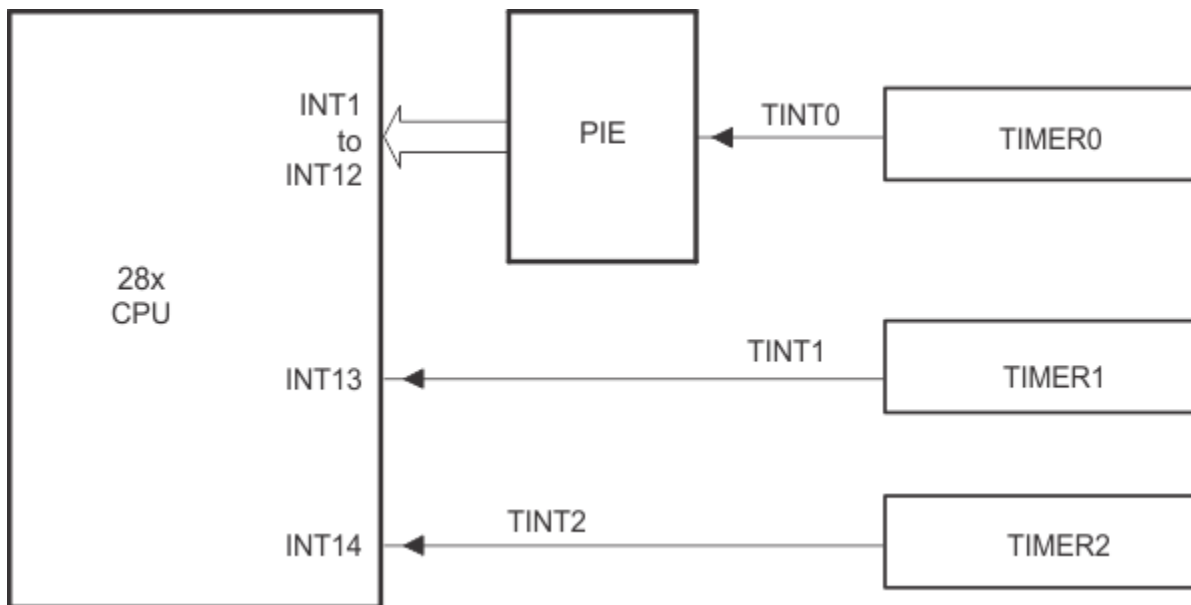 INT1
to
INT12
PIE
TINT0
TIMER0
28x
CPU
INT13
TINT1
TIMER1
INT14
TINT2
TIMER2